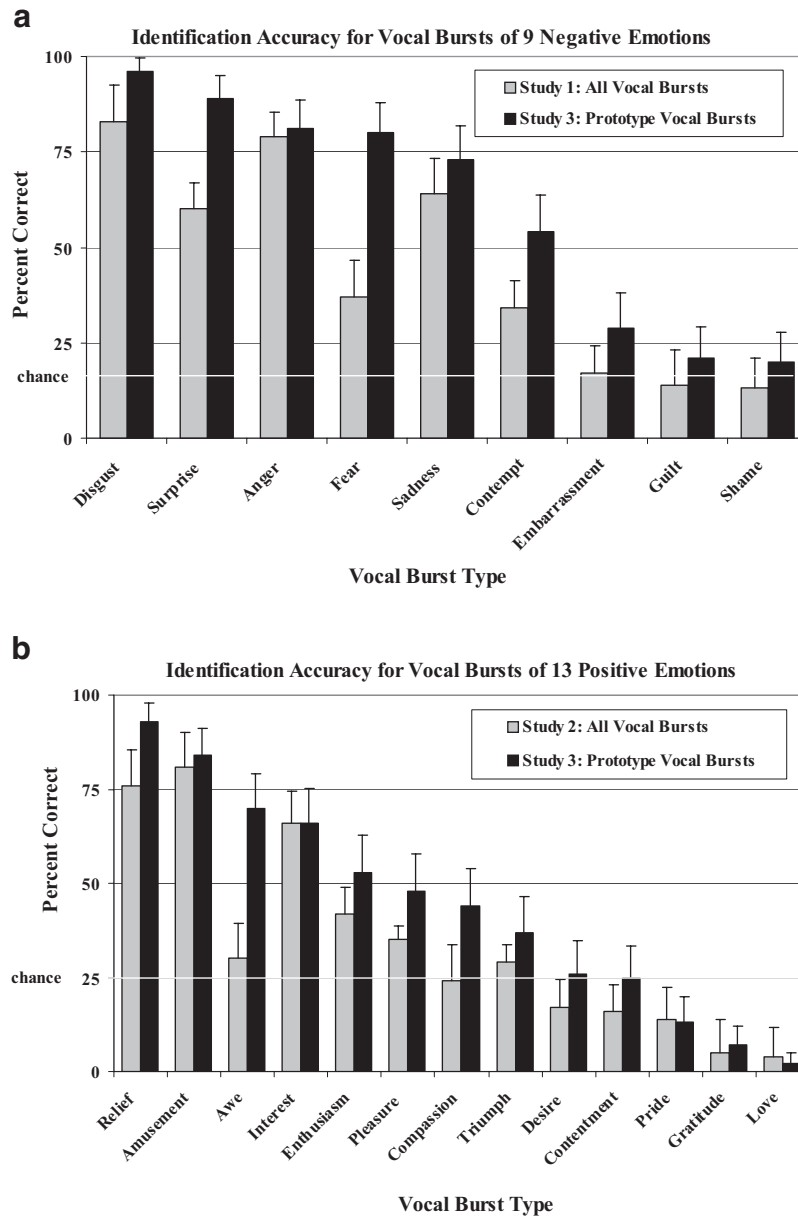 a
Identification Accuracy for Vocal Bursts of 9 Negative Emotions
100
75
50
25
chance
0
Percent Correct
Study 1: All Vocal Bursts
Study 3: Prototype Vocal Bursts
Disgust
Surprise
Anger
Fear
Sadness
Contempt
Embarrassment
Guilt
Shame
Vocal Burst Type
b
Identification Accuracy for Vocal Bursts of 13 Positive Emotions
100
75
50
25
chance
0
Percent Correct
Study 2: All Vocal Bursts
Study 3: Prototype Vocal Bursts
Relief
Amusement
Awe
Interest
Enthusiasm
Pleasure
Compassion
Triumph
Desire
Contentment
Pride
Gratitude
Love
Vocal Burst Type